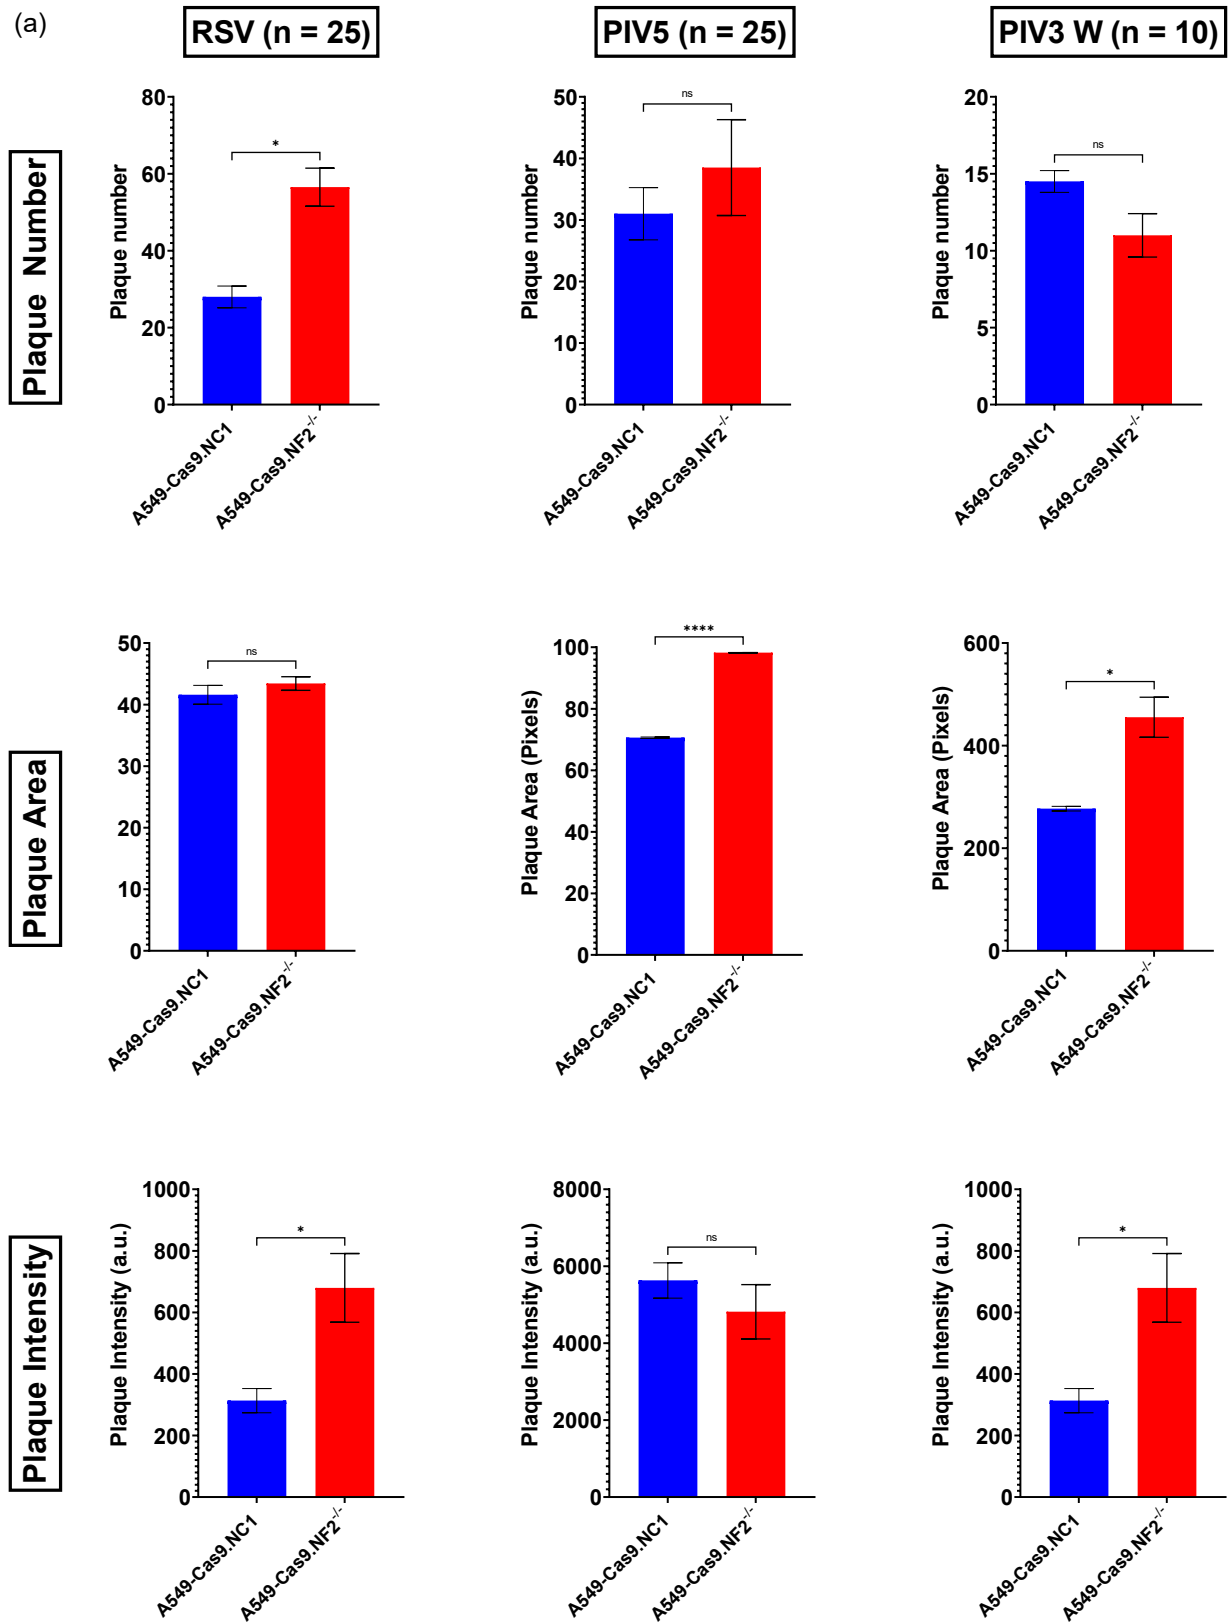 (a)
RSV (n = 25)
PIV5 (n = 25)
PIV3 W (n = 10)
Plaque Number
Plaque number
80
60
40
20
0
*
A549-Cas9.NC1
A549-Cas9.NF2-/-
Plaque number
50
40
30
20
10
0
ns
A549-Cas9.NC1
A549-Cas9.NF2-/-
Plaque number
20
15
10
5
0
ns
A549-Cas9.NC1
A549-Cas9.NF2-/-
Plaque Area
50
40
30
20
10
0
ns
A549-Cas9.NC1
A549-Cas9.NF2-/-
Plaque Area (Pixels)
100
80
60
40
20
0
****
A549-Cas9.NC1
A549-Cas9.NF2-/-
Plaque Area (Pixels)
600
400
200
0
*
A549-Cas9.NC1
A549-Cas9.NF2-/-
Plaque Intensity
Plaque Intensity (a.u.)
1000
800
600
400
200
0
*
A549-Cas9.NC1
A549-Cas9.NF2-/-
Plaque Intensity (a.u.)
8000
6000
4000
2000
0
ns
A549-Cas9.NC1
A549-Cas9.NF2-/-
Plaque Intensity (a.u.)
1000
800
600
400
200
0
*
A549-Cas9.NC1
A549-Cas9.NF2-/-